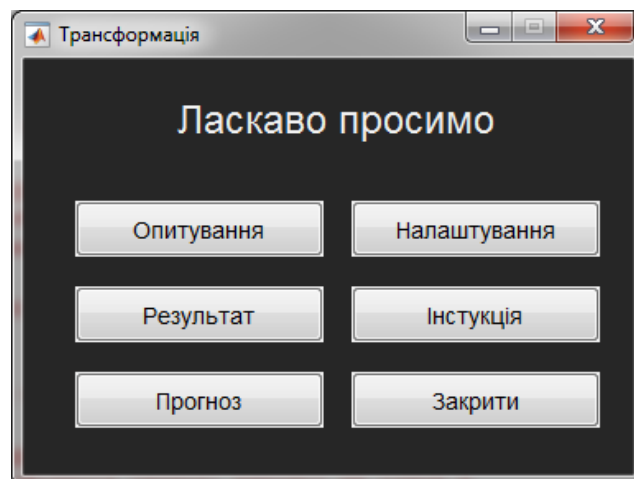 Трансформація
Ласкаво просимо
Опитування
Налаштування
Результат
Інстукція
Прогноз
Закрити